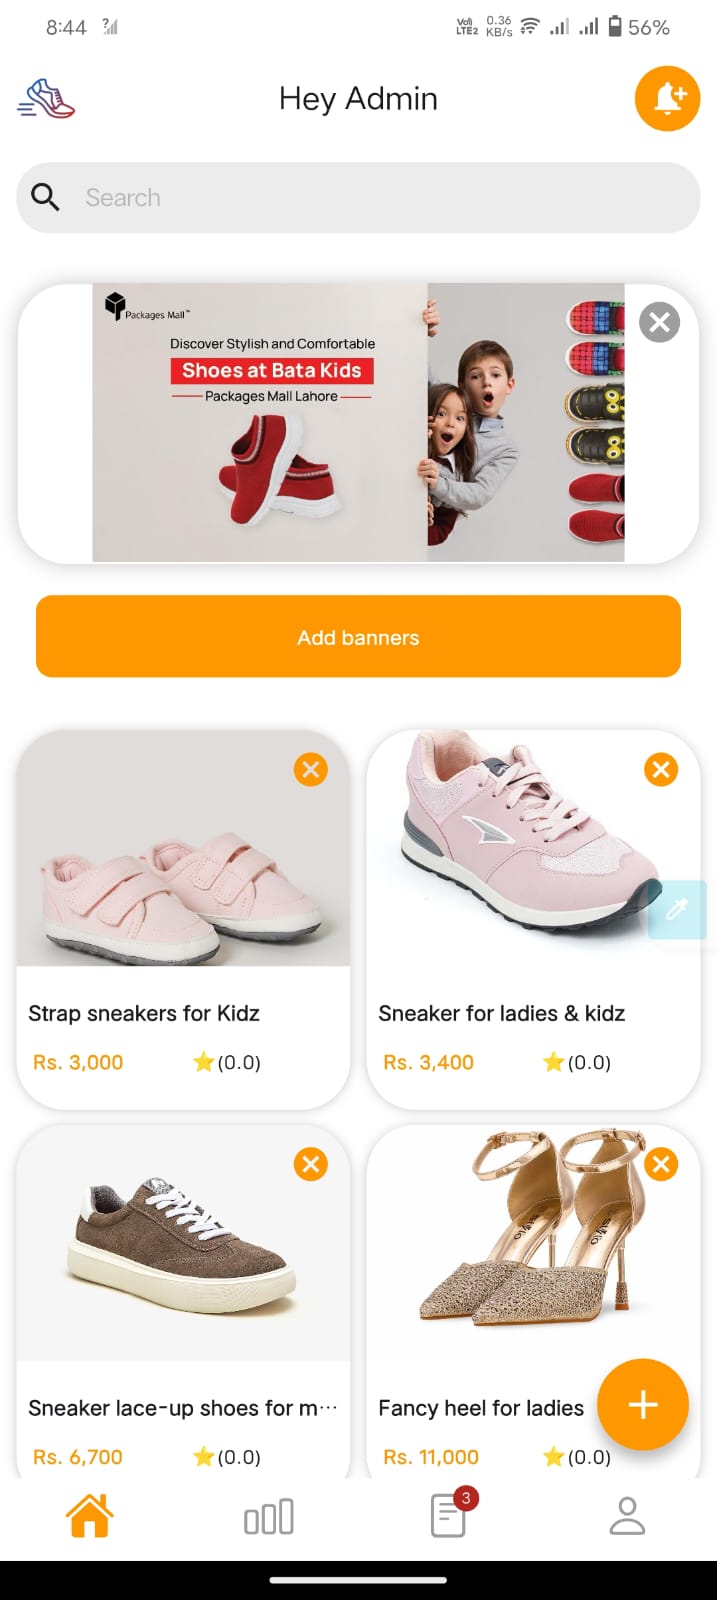 8:44
?
Vo))
LTE2
0.36
KB/s
56%
Hey Admin
Search
Packages Mall™
Discover Stylish and Comfortable
Shoes at Bata Kids
Packages Mall Lahore
Add banners
Strap sneakers for Kidz
Rs. 3,000
(0.0)
Sneaker for ladies & kidz
Rs. 3,400
(0.0)
stylo
stylo
Sneaker lace-up shoes for m···
Rs. 6,700
(0.0)
Fancy heel for ladies
Rs. 11,000
(0.0)
3